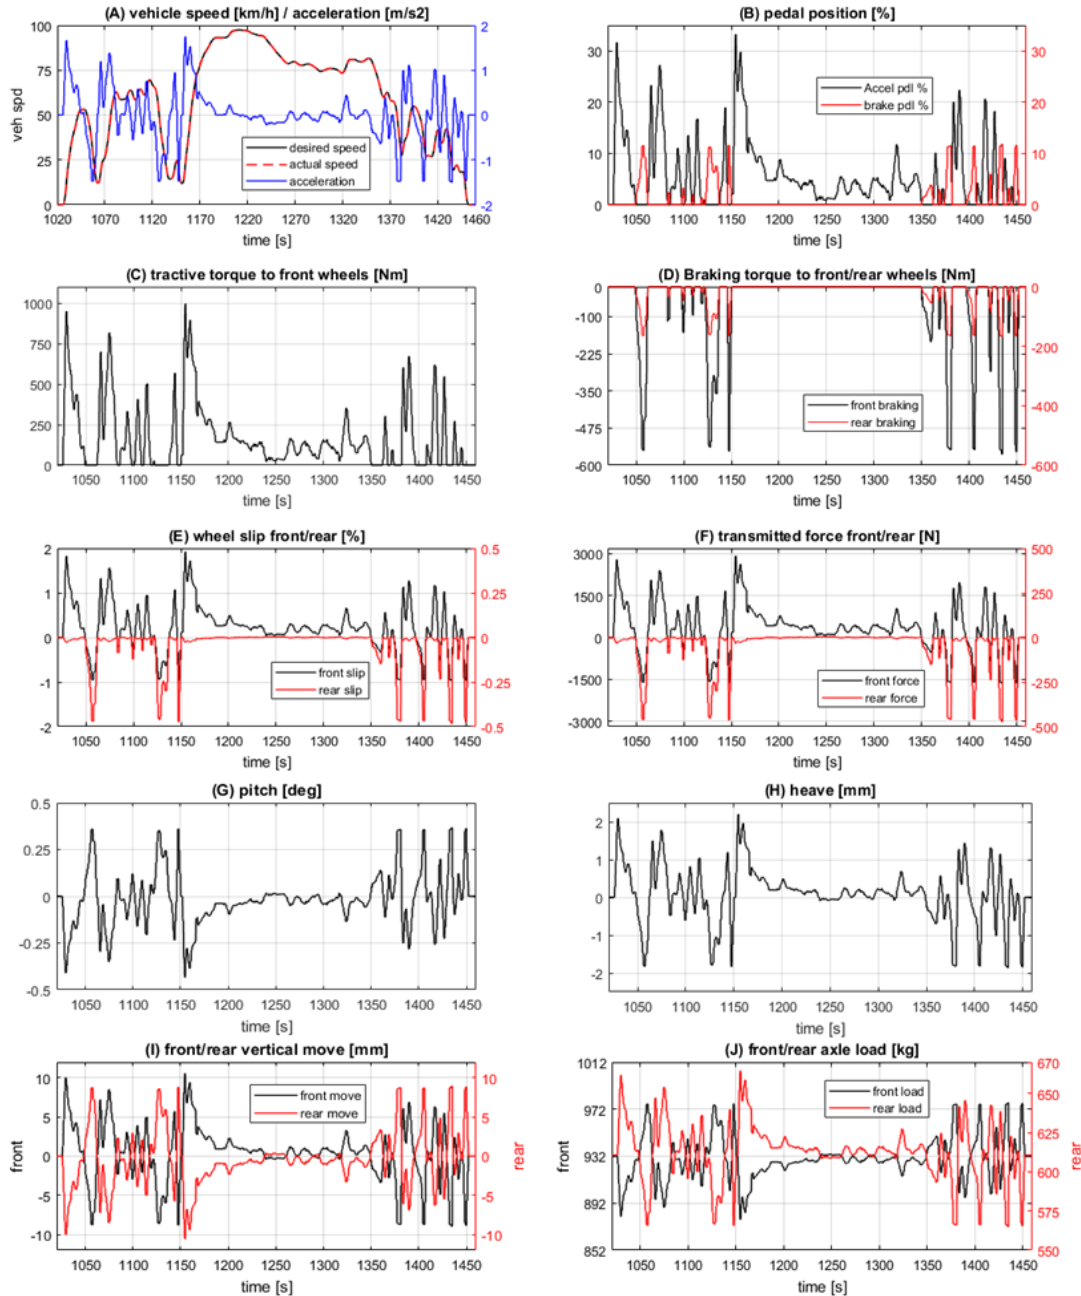 (A) vehicle speed [km/h] / acceleration [m/s2]
100
75
50
25
0
veh spd
2
1
0
-1
-2
desired speed
actual speed
acceleration
1020 1070 1120 1170 1220 1270 1320 1370 1420 1460
time [s]
(B) pedal position [%]
30
20
10
0
30
20
10
0
Accel pdl %
brake pdl %
1050 1100 1150 1200 1250 1300 1350 1400 1450
time [s]
(C) tractive torque to front wheels [Nm]
1000
750
500
250
0
1050 1100 1150 1200 1250 1300 1350 1400 1450
time [s]
(D) Braking torque to front/rear wheels [Nm]
0
-100
-225
-350
-475
-600
0
-200
-400
-600
front braking
rear braking
1050 1100 1150 1200 1250 1300 1350 1400 1450
time [s]
(E) wheel slip front/rear [%]
2
1
0
-1
-2
0.5
0.25
0
-0.25
-0.5
front slip
rear slip
1050 1100 1150 1200 1250 1300 1350 1400 1450
time [s]
(F) transmitted force front/rear [N]
3000
1500
0
-1500
-3000
500
250
0
-250
-500
front force
rear force
1050 1100 1150 1200 1250 1300 1350 1400 1450
time [s]
(G) pitch [deg]
0.5
0.25
0
-0.25
-0.5
1050 1100 1150 1200 1250 1300 1350 1400 1450
time [s]
(H) heave [mm]
2
1
0
-1
-2
1050 1100 1150 1200 1250 1300 1350 1400 1450
time [s]
(I) front/rear vertical move [mm]
10
5
0
-5
-10
front
10
5
0
-5
-10
rear
front move
rear move
1050 1100 1150 1200 1250 1300 1350 1400 1450
time [s]
(J) front/rear axle load [kg]
1012
972
932
892
852
front
670
650
625
600
575
550
rear
front load
rear load
1050 1100 1150 1200 1250 1300 1350 1400 1450
time [s]